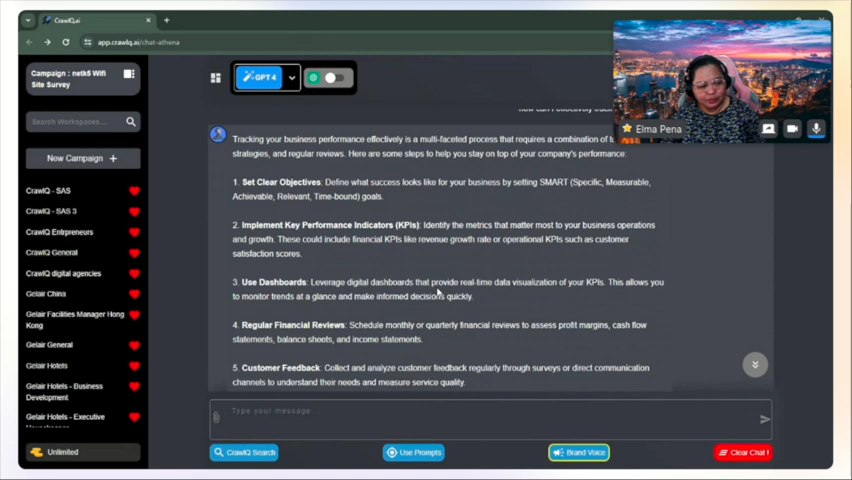 CrawlQ.ai
app.crawlq.ai/chat-athena
Campaign : netk5 Wifi
Site Survey
Search Workspaces...
New Campaign +
CrawlQ - SAS
CrawlQ - SAS 3
CrawlQ Entrpreneurs
CrawlQ General
CrawlQ digital agencies
Gelair China
Gelair Facilities Manager Hong
Kong
Gelair General
Gelair Hotels
Gelair Hotels - Business
Development
Gelair Hotels - Executive
Unlimited
GPT4
Elma Pena
Tracking your business performance effectively is a multi-faceted process that requires a combination of
strategies, and regular reviews. Here are some steps to help you stay on top of your company's performance:
1. Set Clear Objectives: Define what success looks like for your business by setting SMART (Specific, Measurable,
Achievable, Relevant, Time-bound) goals.
2. Implement Key Performance Indicators (KPIs): Identify the metrics that matter most to your business operations
and growth. These could include financial KPIs like revenue growth rate or operational KPIs such as customer
satisfaction scores.
3. Use Dashboards: Leverage digital dashboards that provide real-time data visualization of your KPIs. This allows you
to monitor trends at a glance and make informed decisions quickly.
4. Regular Financial Reviews: Schedule monthly or quarterly financial reviews to assess profit margins, cash flow
statements, balance sheets, and income statements.
5. Customer Feedback: Collect and analyze customer feedback regularly through surveys or direct communication
channels to understand their needs and measure service quality.
Type your message...
CrawlQ Search
Use Prompts
Brand Voice
Clear Chat !